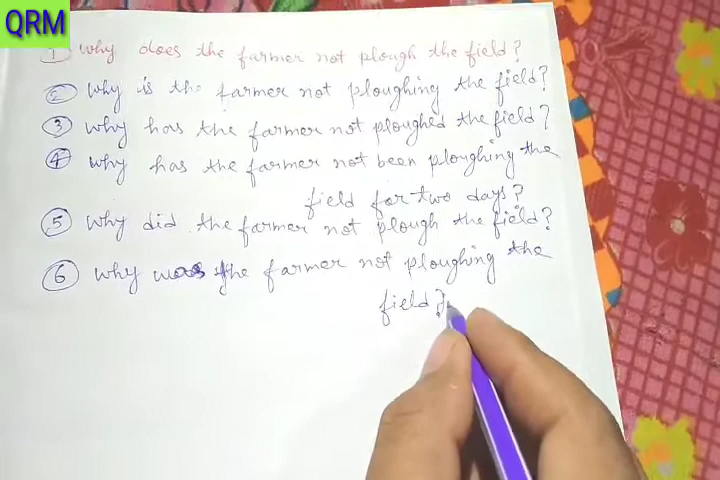 QRM
1 Why does the farmer not plough the field?
2 Why is the farmer not ploughing the field?
3 Why has the farmer not ploughed the field?
4 Why has the farmer not been ploughing the
field for two days?
5 Why did the farmer not plough the field?
6 Why was the farmer not ploughing the
field?